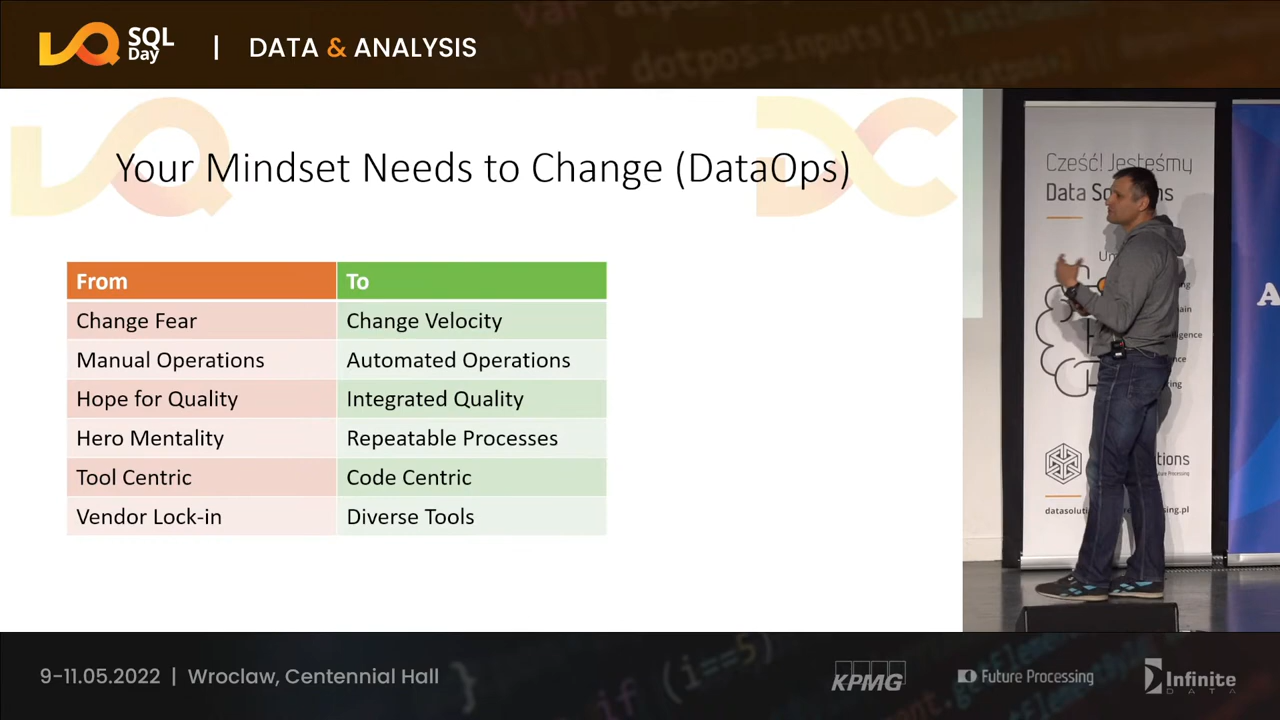 SQL
Day
| DATA & ANALYSIS
Your Mindset Needs to Change (DataOps)
From To
Change Fear Change Velocity
Manual Operations Automated Operations
Hope for Quality Integrated Quality
Hero Mentality Repeatable Processes
Tool Centric Code Centric
Vendor Lock-in Diverse Tools
Cześć! Jesteśmy
Data
9-11.05.2022 | Wroclaw, Centennial Hall
KPMG
Future Processing
Infinite
DATA